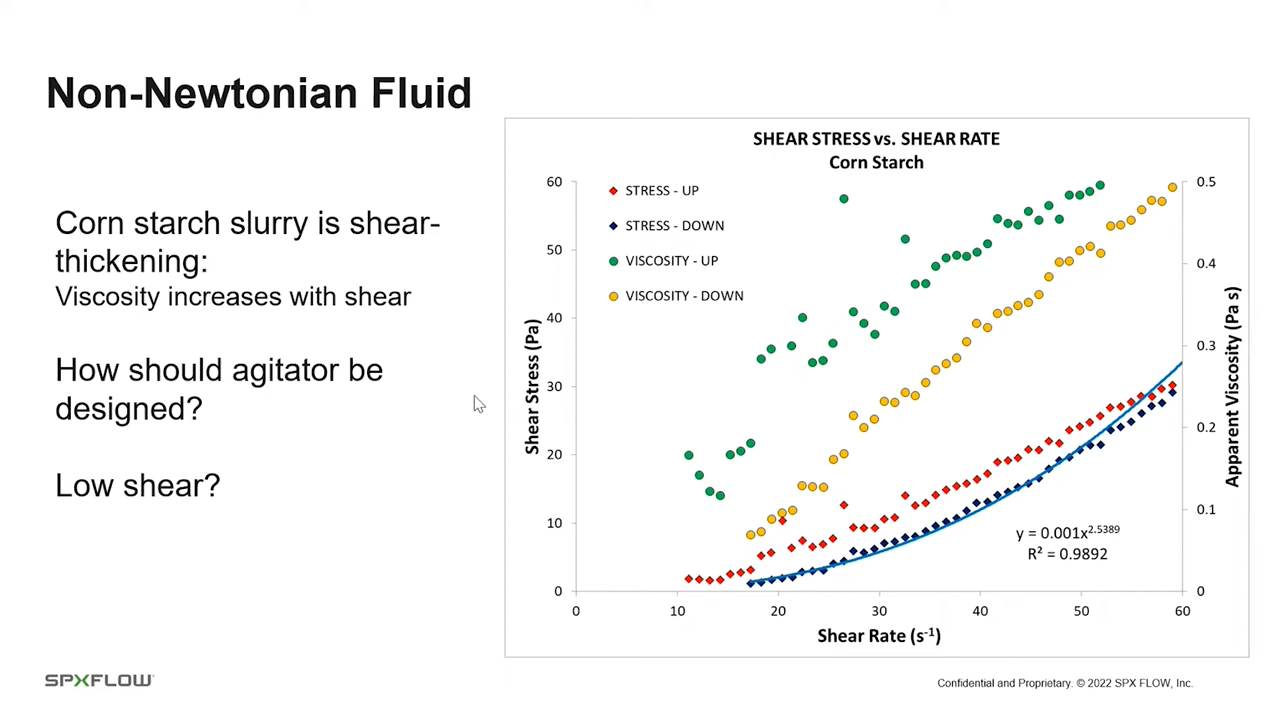 Non-Newtonian Fluid
Corn starch slurry is shear-
thickening:
Viscosity increases with shear
How should agitator be
designed?
Low shear?
SHEAR STRESS vs. SHEAR RATE
Corn Starch
STRESS - UP
STRESS - DOWN
VISCOSITY - UP
VISCOSITY - DOWN
Shear Stress (Pa)
60
50
40
30
20
10
0
0.5
0.4
0.3
0.2
0.1
0
Apparent Viscosity (Pa s)
y = 0.001x^2.5389
R² = 0.9892
0 10 20 30 40 50 60
Shear Rate (s⁻¹)
SPXFLOW
Confidential and Proprietary. © 2022 SPX FLOW, Inc.